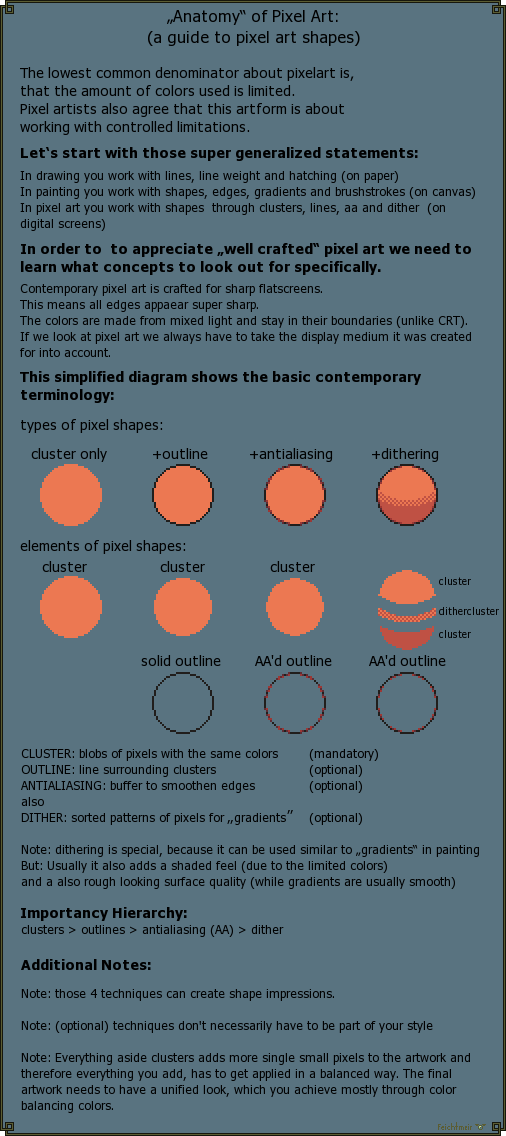 „Anatomy“ of Pixel Art:
(a guide to pixel art shapes)
The lowest common denominator about pixelart is,
that the amount of colors used is limited.
Pixel artists also agree that this artform is about
working with controlled limitations.
Let‘s start with those super generalized statements:
In drawing you work with lines, line weight and hatching (on paper)
In painting you work with shapes, edges, gradients and brushstrokes (on canvas)
In pixel art you work with shapes through clusters, lines, aa and dither (on
digital screens)
In order to to appreciate „well crafted“ pixel art we need to
learn what concepts to look out for specifically.
Contemporary pixel art is crafted for sharp flatscreens.
This means all edges appaear super sharp.
The colors are made from mixed light and stay in their boundaries (unlike CRT).
If we look at pixel art we always have to take the display medium it was created
for into account.
This simplified diagram shows the basic contemporary
terminology:
types of pixel shapes:
cluster only +outline +antialiasing +dithering
elements of pixel shapes:
cluster cluster cluster
cluster
dithercluster
cluster
solid outline AA'd outline AA'd outline
CLUSTER: blobs of pixels with the same colors (mandatory)
OUTLINE: line surrounding clusters (optional)
ANTIALIASING: buffer to smoothen edges (optional)
also
DITHER: sorted patterns of pixels for „gradients” (optional)
Note: dithering is special, because it can be used similar to „gradients“ in painting
But: Usually it also adds a shaded feel (due to the limited colors)
and a also rough looking surface quality (while gradients are usually smooth)
Importancy Hierarchy:
clusters > outlines > antialiasing (AA) > dither
Additional Notes:
Note: those 4 techniques can create shape impressions.
Note: (optional) techniques don't necessarily have to be part of your style
Note: Everything aside clusters adds more single small pixels to the artwork and
therefore everything you add, has to get applied in a balanced way. The final
artwork needs to have a unified look, which you achieve mostly through color
balancing colors.